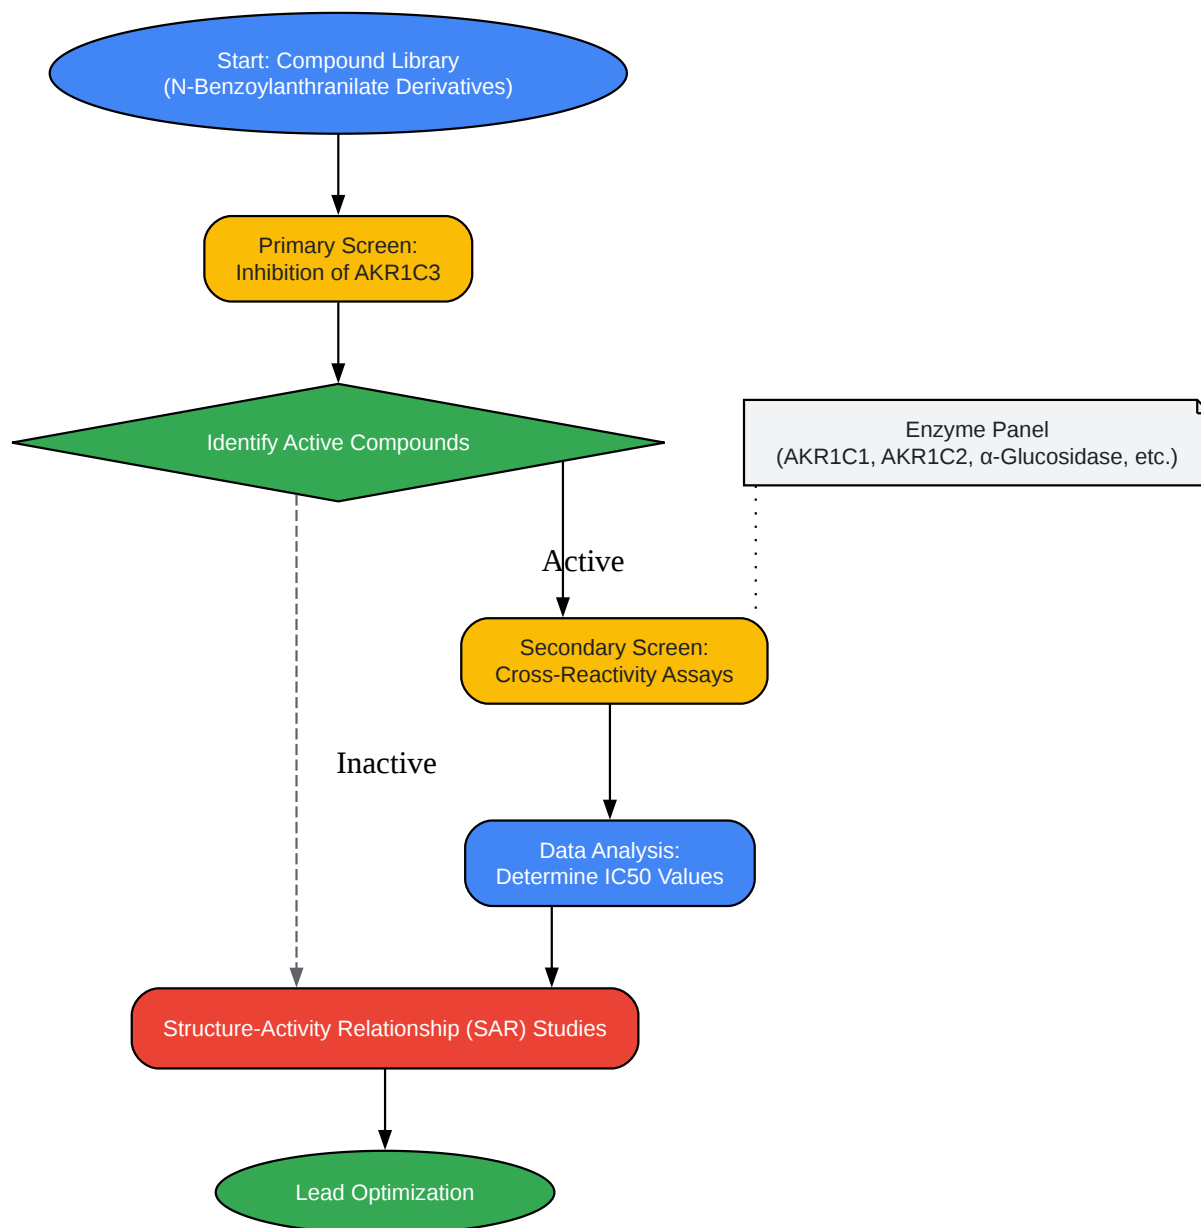 Start: Compound Library
(N-Benzoylanthranilate Derivatives)
Primary Screen:
Inhibition of AKR1C3
Identify Active Compounds
Enzyme Panel
(AKR1C1, AKR1C2, α-Glucosidase, etc.)
Active
Secondary Screen:
Cross-Reactivity Assays
Inactive
Data Analysis:
Determine IC50 Values
Structure-Activity Relationship (SAR) Studies
Lead Optimization